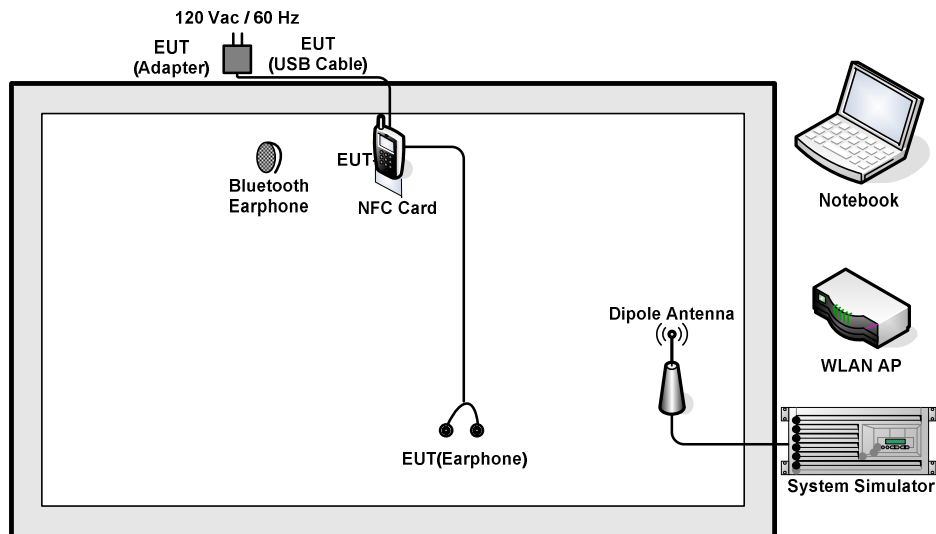 120 Vac / 60 Hz
EUT
(Adapter)
EUT
(USB Cable)
EUT
Bluetooth
Earphone
NFC Card
Notebook
Dipole Antenna
WLAN AP
EUT(Earphone)
System Simulator